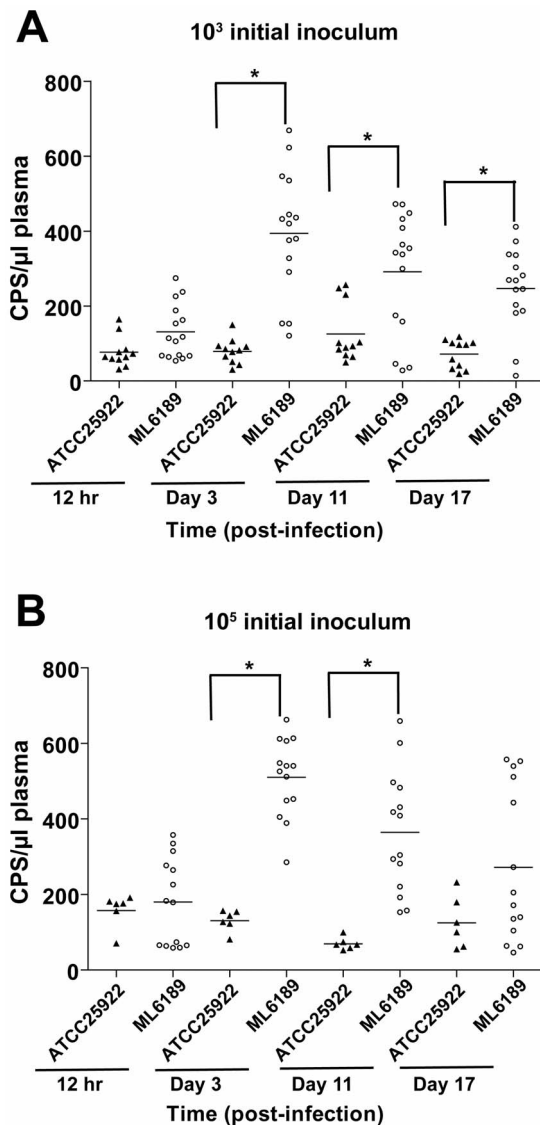 A
10³ initial inoculum
CPS/µl plasma
800
600
400
200
0
* * *
ATCC25922 ML6189 ATCC25922 ML6189 ATCC25922 ML6189 ATCC25922 ML6189
12 hr Day 3 Day 11 Day 17
Time (post-infection)
B
10⁵ initial inoculum
CPS/µl plasma
800
600
400
200
0
* *
ATCC25922 ML6189 ATCC25922 ML6189 ATCC25922 ML6189 ATCC25922 ML6189
12 hr Day 3 Day 11 Day 17
Time (post-infection)